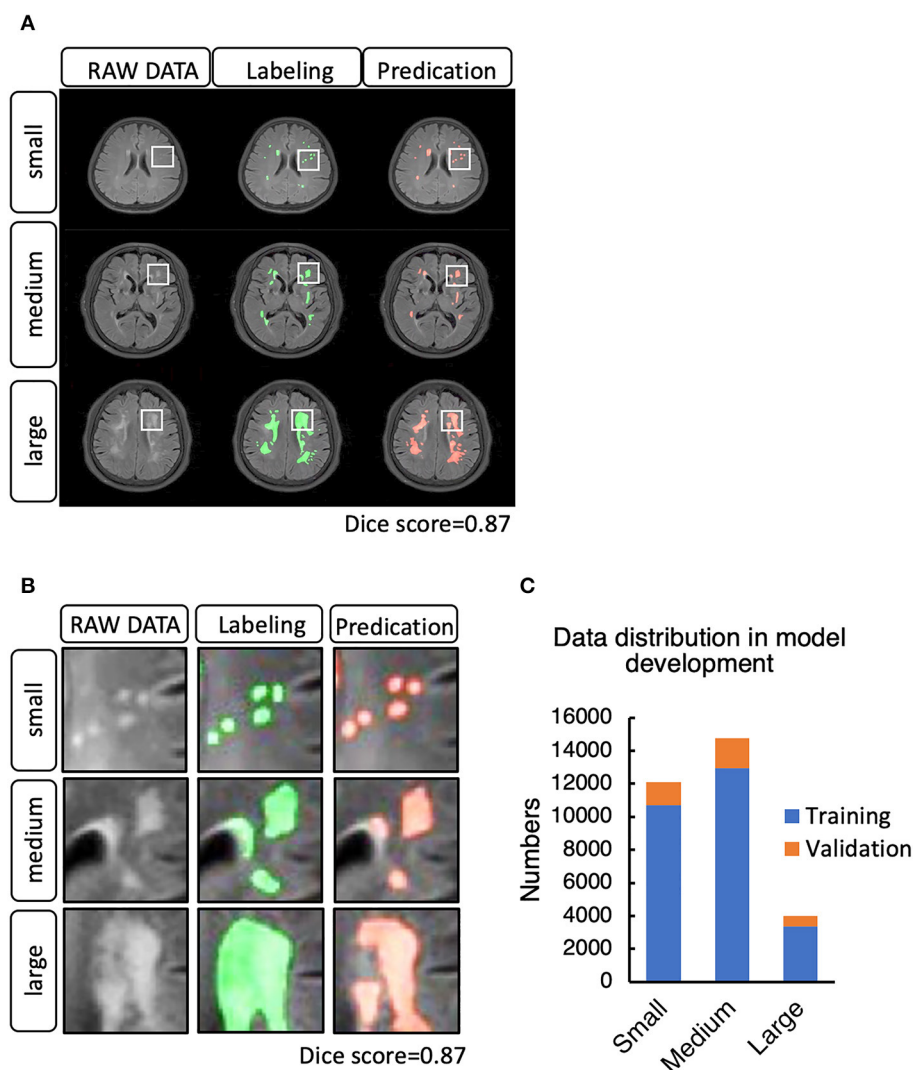 A
RAW DATA Labeling Predication
small
medium
large
Dice score=0.87
B
RAW DATA Labeling Predication
small
medium
large
Dice score=0.87
C
Data distribution in model
development
Numbers
16000
14000
12000
10000
8000
6000
4000
2000
0
Small Medium Large
Training
Validation